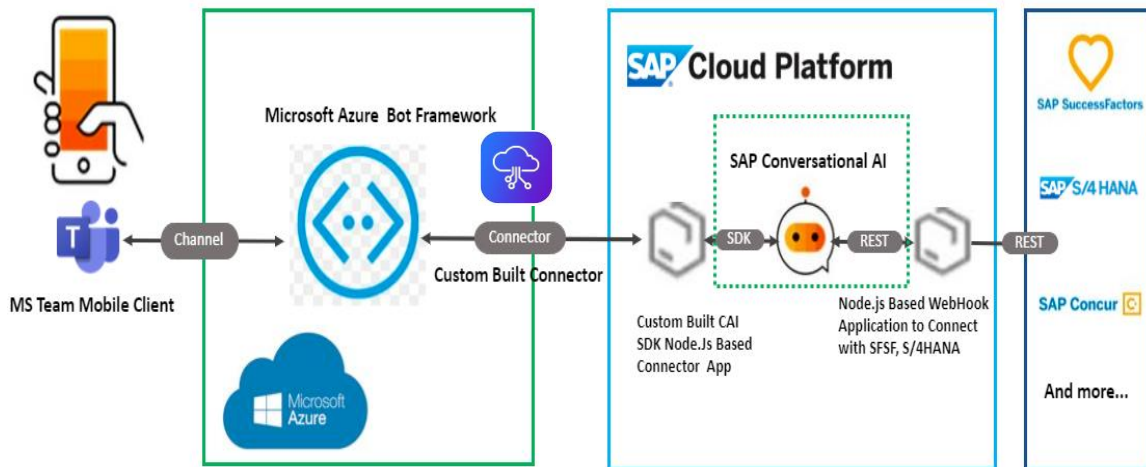 MS Team Mobile Client
T
Channel
Microsoft Azure Bot Framework
Microsoft
Azure
Connector
Custom Built Connector
SAP Cloud Platform
SAP Conversational AI
SDK
REST
Custom Built CAI
SDK Node.Js Based
Connector App
Node.js Based WebHook
Application to Connect
with SFSF, S/4HANA
REST
SAP SuccessFactors
SAP S/4 HANA
SAP Concur C
And more...